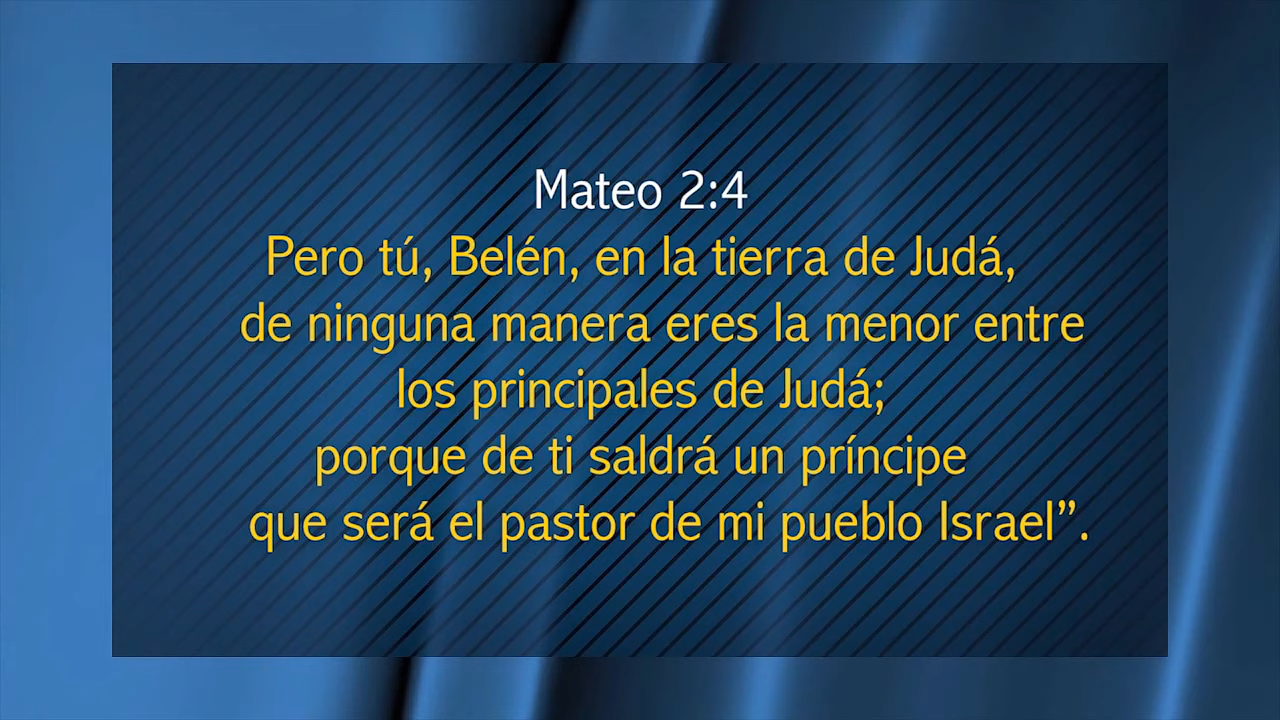 Mateo 2:4
Pero tú, Belén, en la tierra de Judá,
de ninguna manera eres la menor entre
los principales de Judá;
porque de ti saldrá un príncipe
que será el pastor de mi pueblo Israel”.